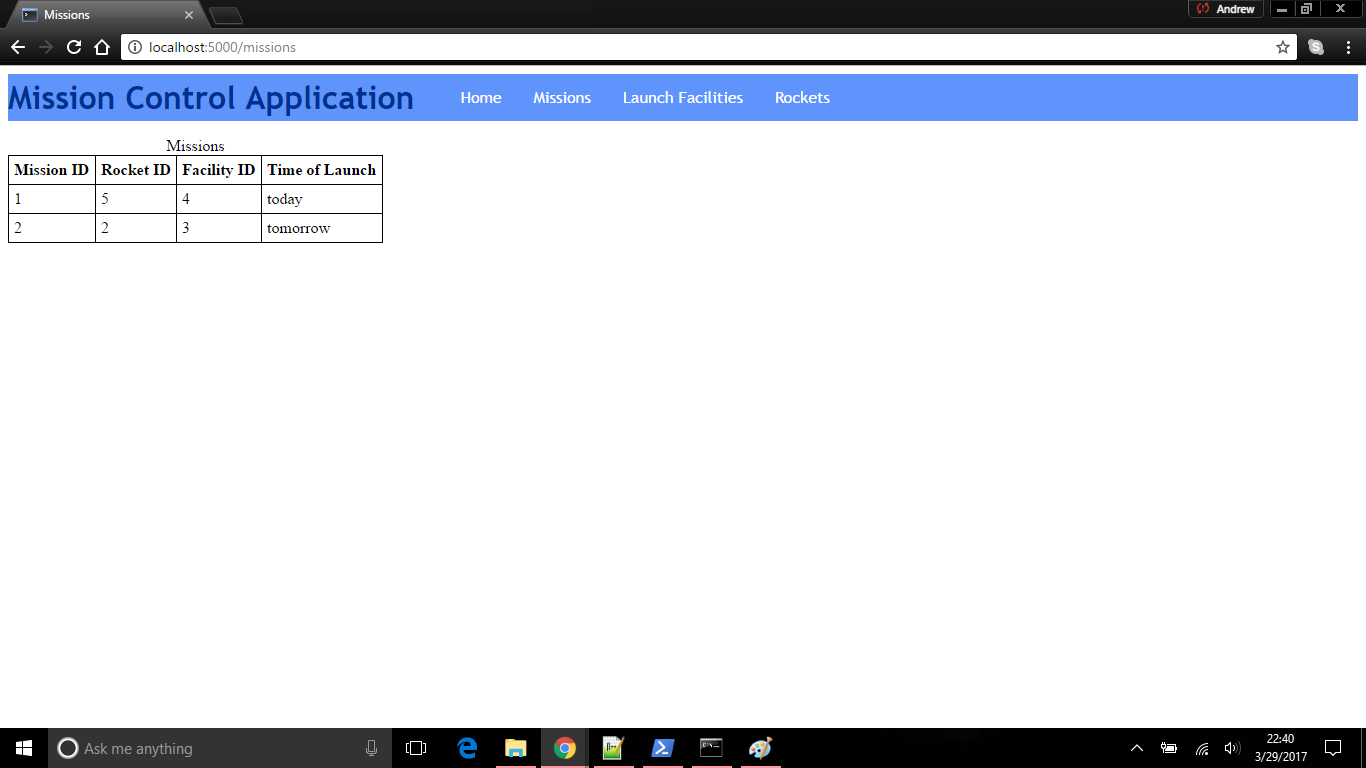 Missions
Andrew
localhost:5000/missions
Mission Control Application Home Missions Launch Facilities Rockets
Missions
Mission ID Rocket ID Facility ID Time of Launch
1 5 4 today
2 2 3 tomorrow
Ask me anything
22:40
3/29/2017